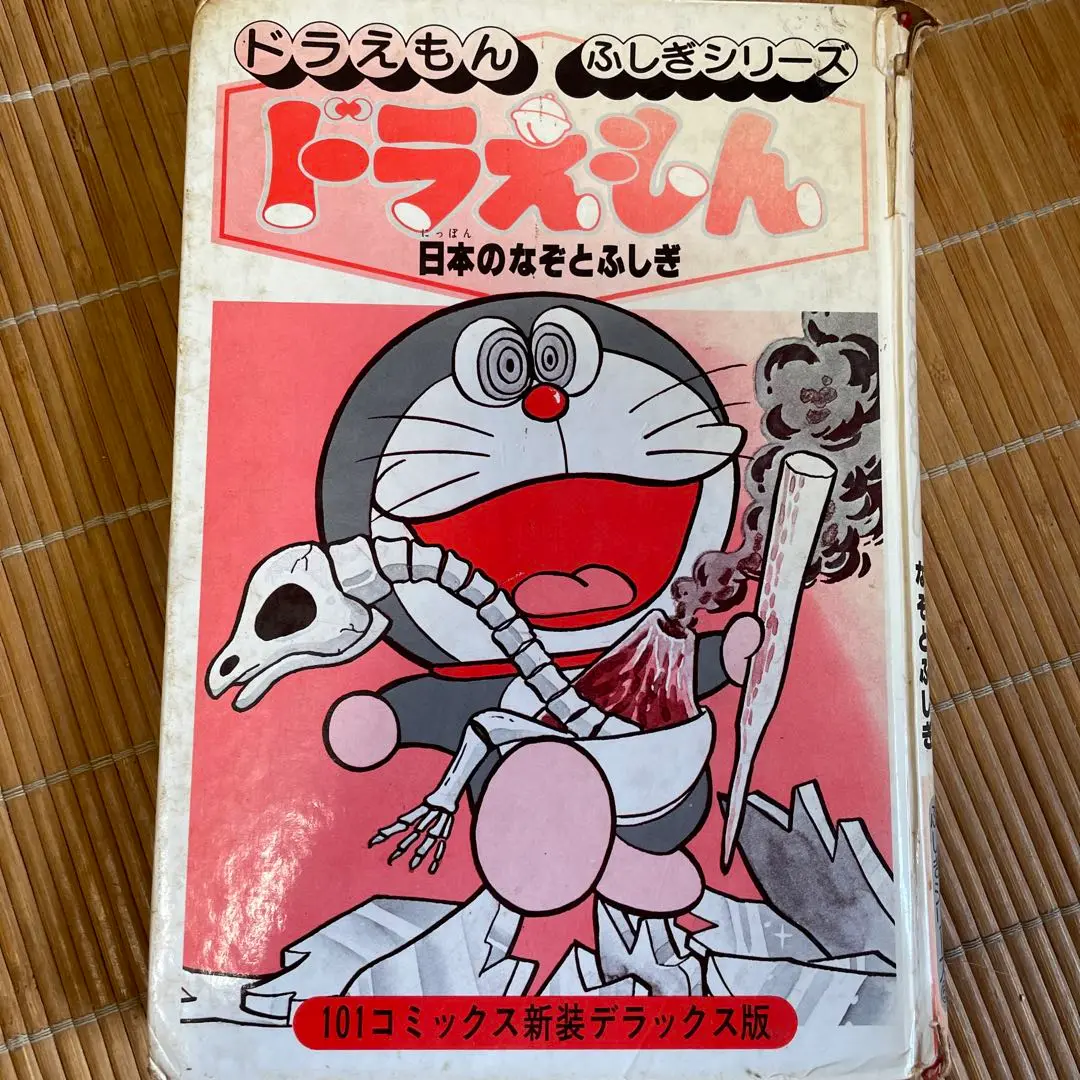 ドラえもん ふしぎシリーズ
ドラえもん
にっぽん
日本のなぞとふしぎ
101コミックス新装デラックス版
なぞとふしぎ